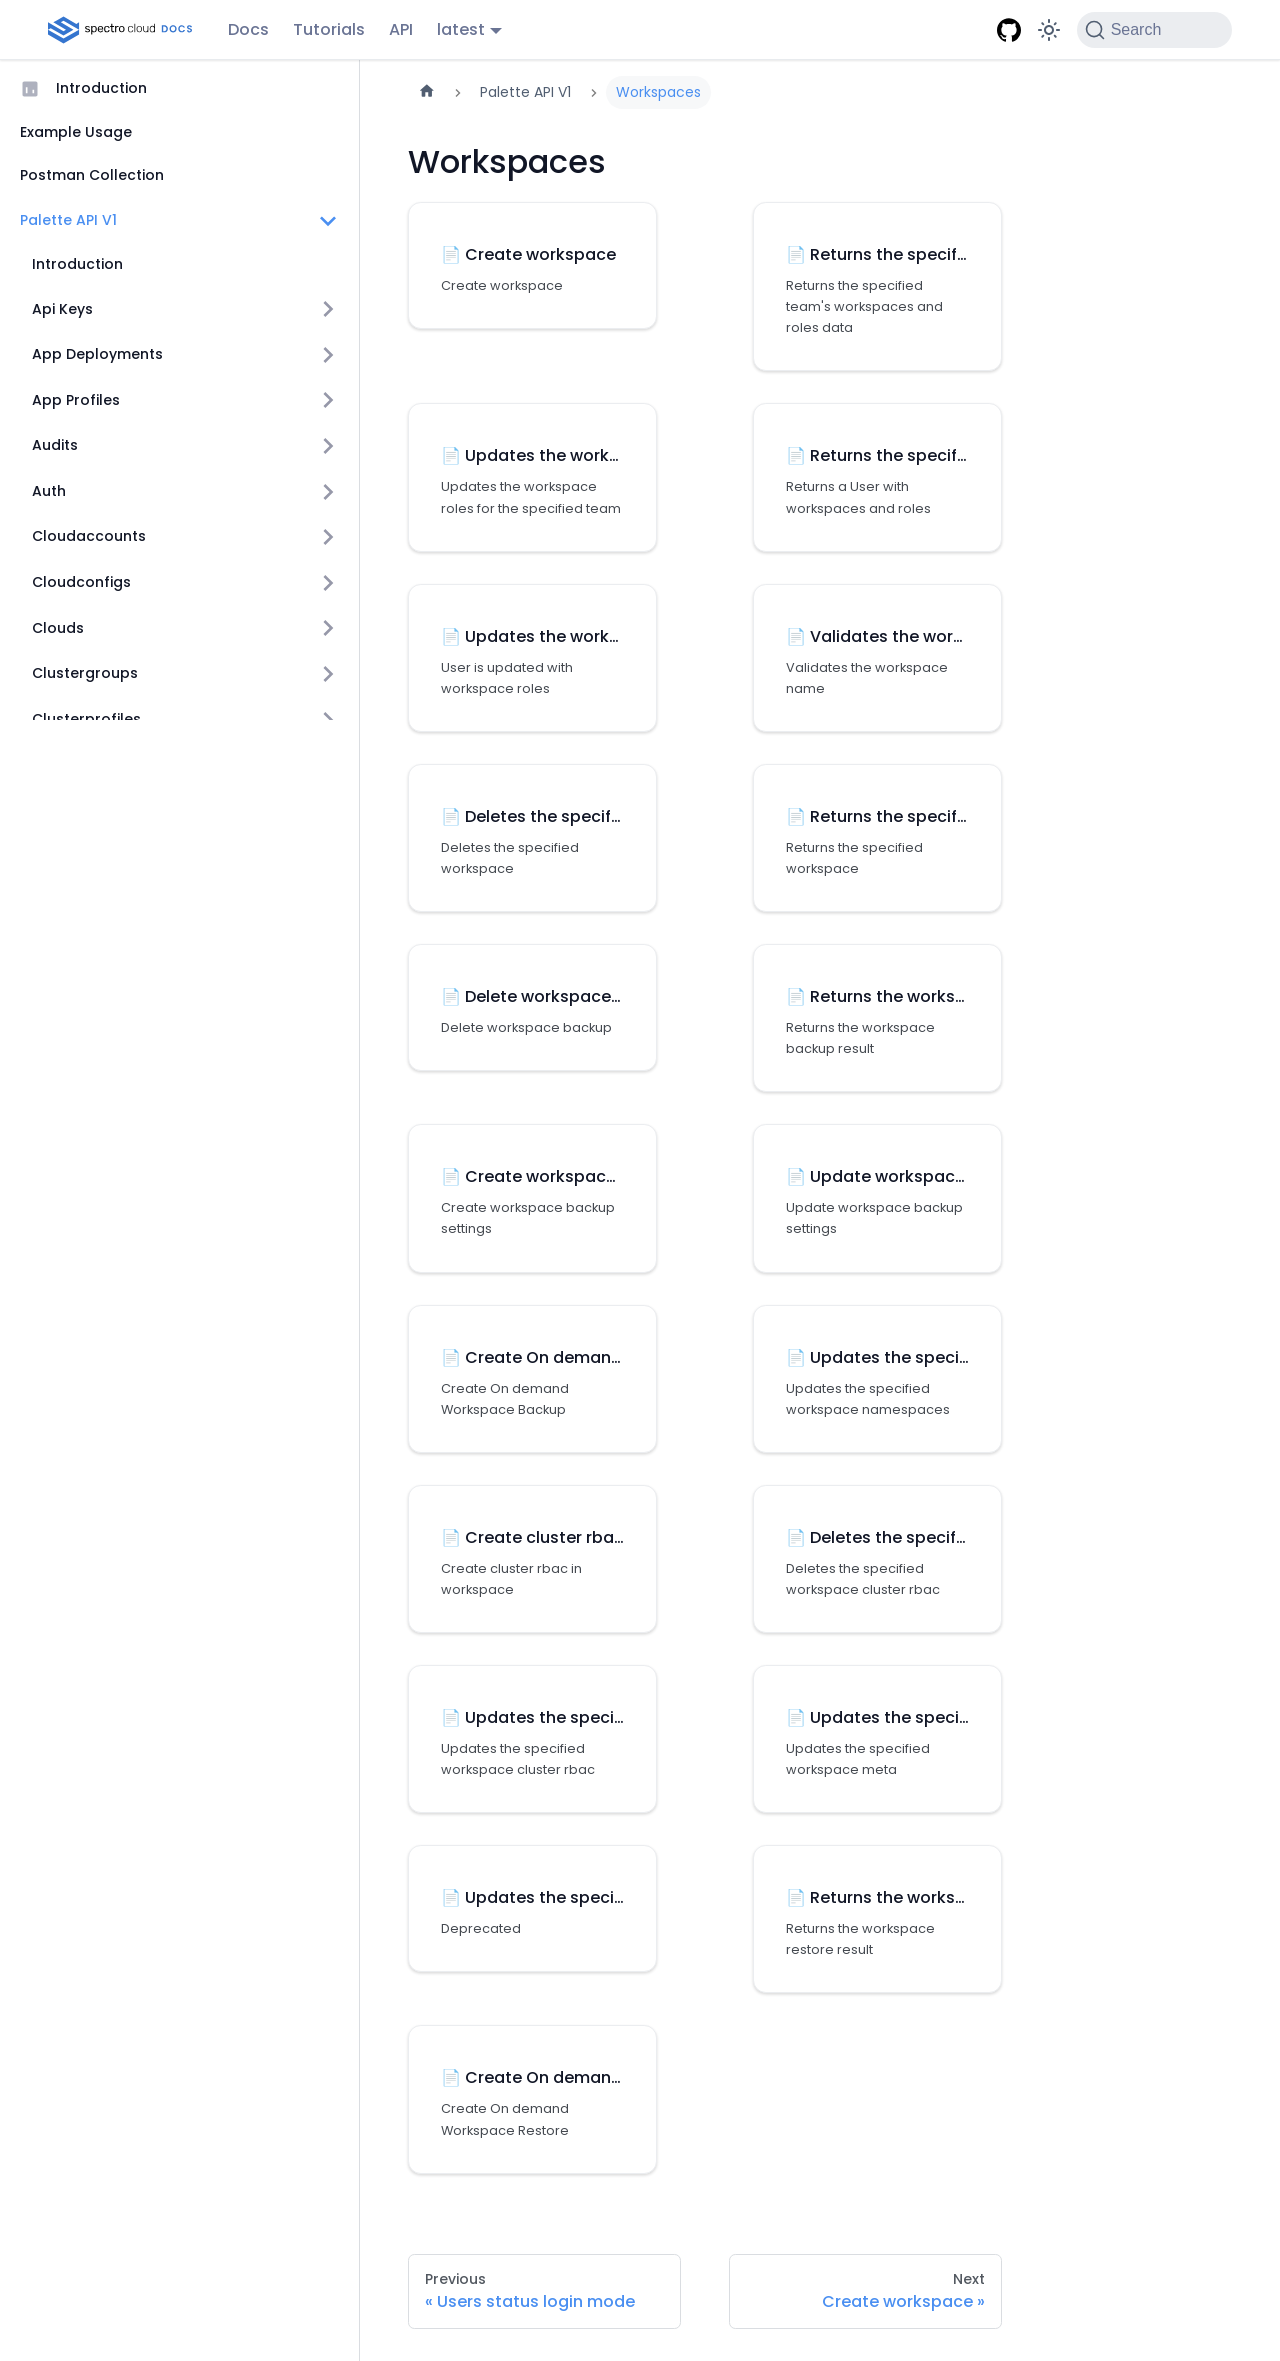 spectro cloud DOCS
Docs
Tutorials
API
latest
Search
Introduction
Example Usage
Postman Collection
Palette API V1
Introduction
Api Keys
App Deployments
App Profiles
Audits
Auth
Cloudaccounts
Cloudconfigs
Clouds
Clustergroups
Clusterprofiles
Palette API V1
Workspaces
Workspaces
Create workspace
Create workspace
Returns the specif...
Returns the specified
team's workspaces and
roles data
Updates the work...
Updates the workspace
roles for the specified team
Returns the specif...
Returns a User with
workspaces and roles
Updates the work...
User is updated with
workspace roles
Validates the wor...
Validates the workspace
name
Deletes the specif...
Deletes the specified
workspace
Returns the specif...
Returns the specified
workspace
Delete workspace...
Delete workspace backup
Returns the works...
Returns the workspace
backup result
Create workspac...
Create workspace backup
settings
Update workspac...
Update workspace backup
settings
Create On deman...
Create On demand
Workspace Backup
Updates the speci...
Updates the specified
workspace namespaces
Create cluster rba...
Create cluster rbac in
workspace
Deletes the specif...
Deletes the specified
workspace cluster rbac
Updates the speci...
Updates the specified
workspace cluster rbac
Updates the speci...
Updates the specified
workspace meta
Updates the speci...
Deprecated
Returns the works...
Returns the workspace
restore result
Create On deman...
Create On demand
Workspace Restore
Previous
« Users status login mode
Next
Create workspace »